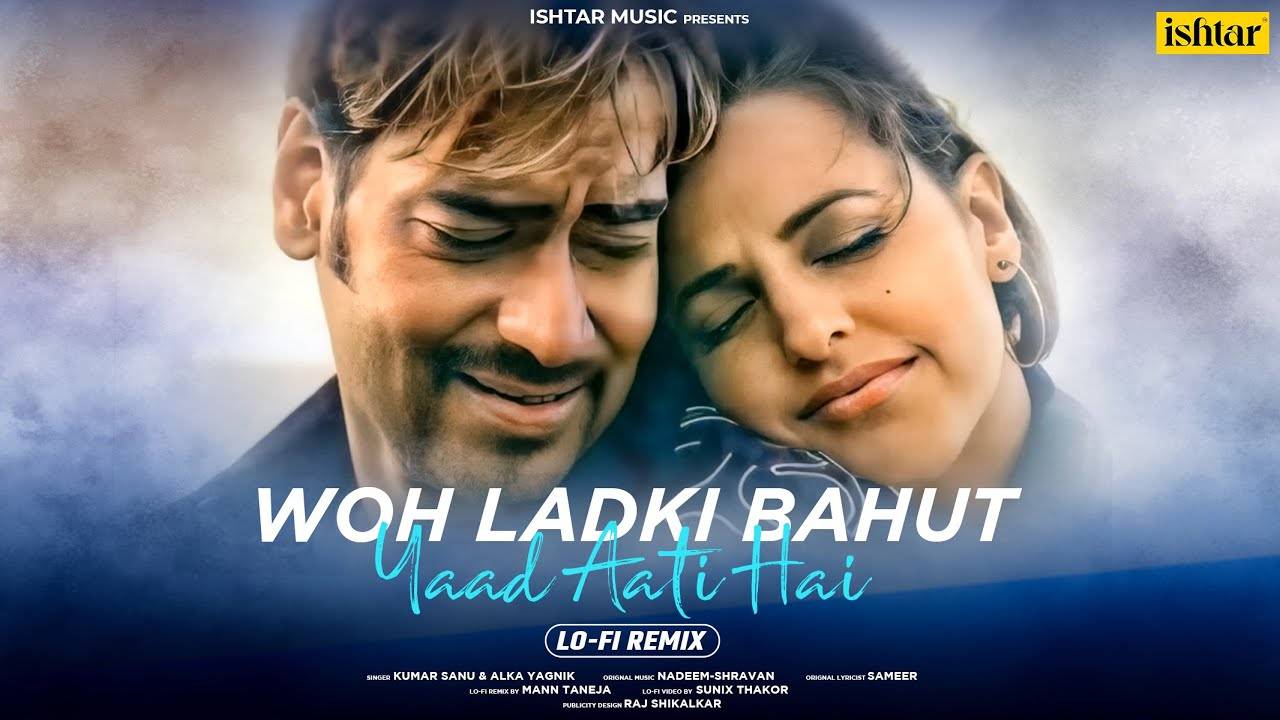 ISHTAR MUSIC PRESENTS
ishtar
WOH LADKI BAHUT
Yaad Aati Hai
LO-FI REMIX
SINGER KUMAR SANU & ALKA YAGNIK ORIGNAL MUSIC NADEEM-SHRAVAN ORIGNAL LYRICIST SAMEER
LO-FI REMIX BY MANN TANEJA LO-FI VIDEO BY SUNIX THAKOR
PUBLICITY DESIGN RAJ SHIKALKAR